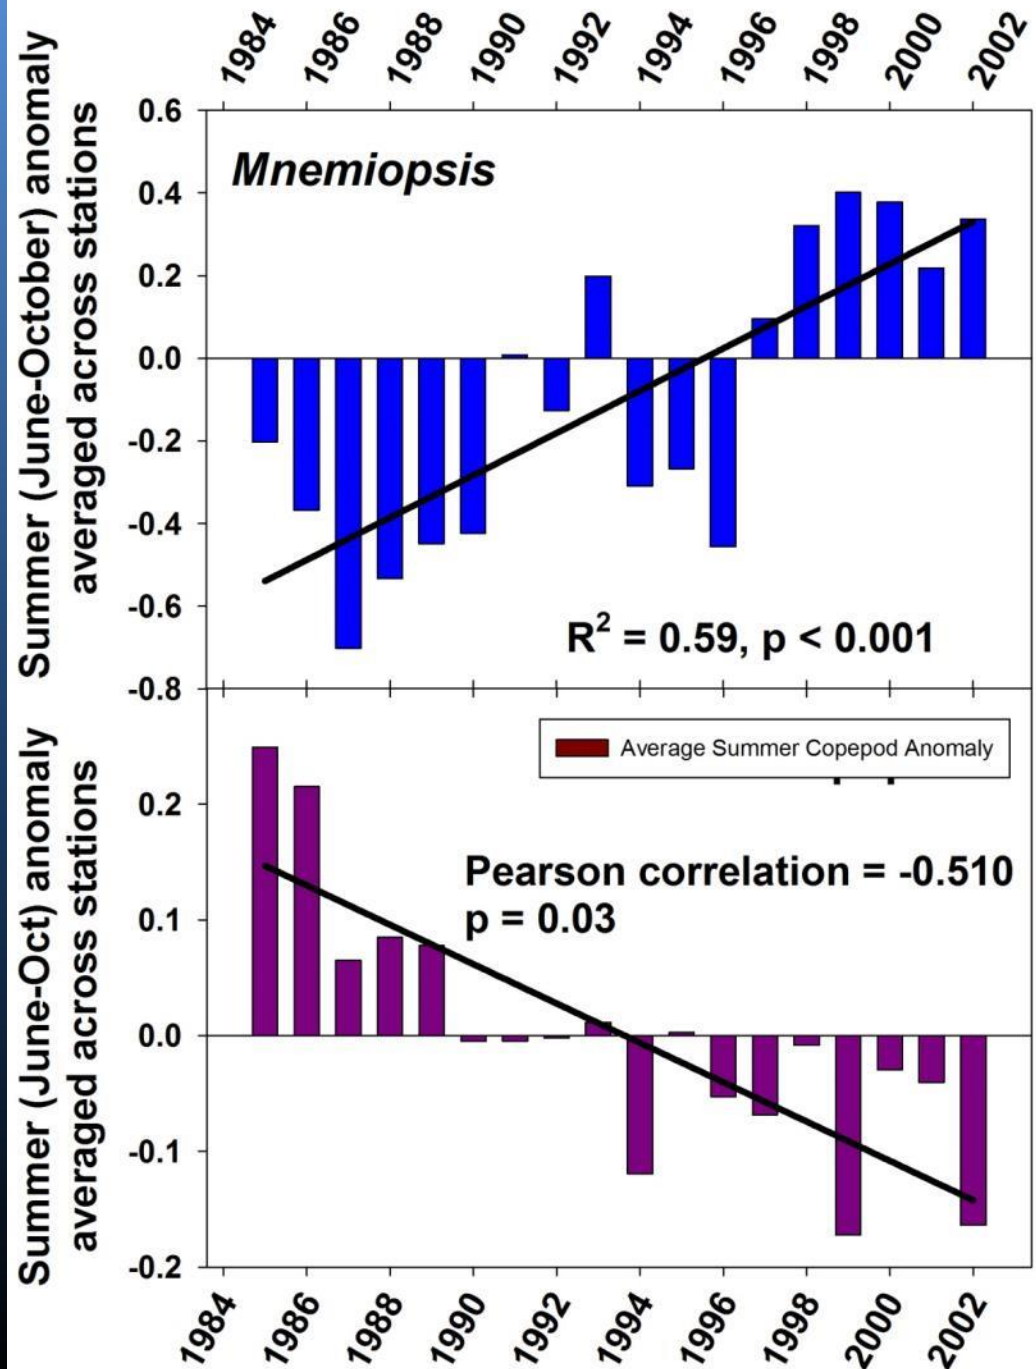 1984 1986 1988 1990 1992 1994 1996 1998 2000 2002
Summer (June-October) anomaly
averaged across stations
0.6
0.4
0.2
0.0
-0.2
-0.4
-0.6
-0.8
Mnemiopsis
R² = 0.59, p < 0.001
Summer (June-Oct) anomaly
averaged across stations
0.2
0.1
0.0
-0.1
-0.2
Average Summer Copepod Anomaly
Pearson correlation = -0.510
p = 0.03
1984 1986 1988 1990 1992 1994 1996 1998 2000 2002